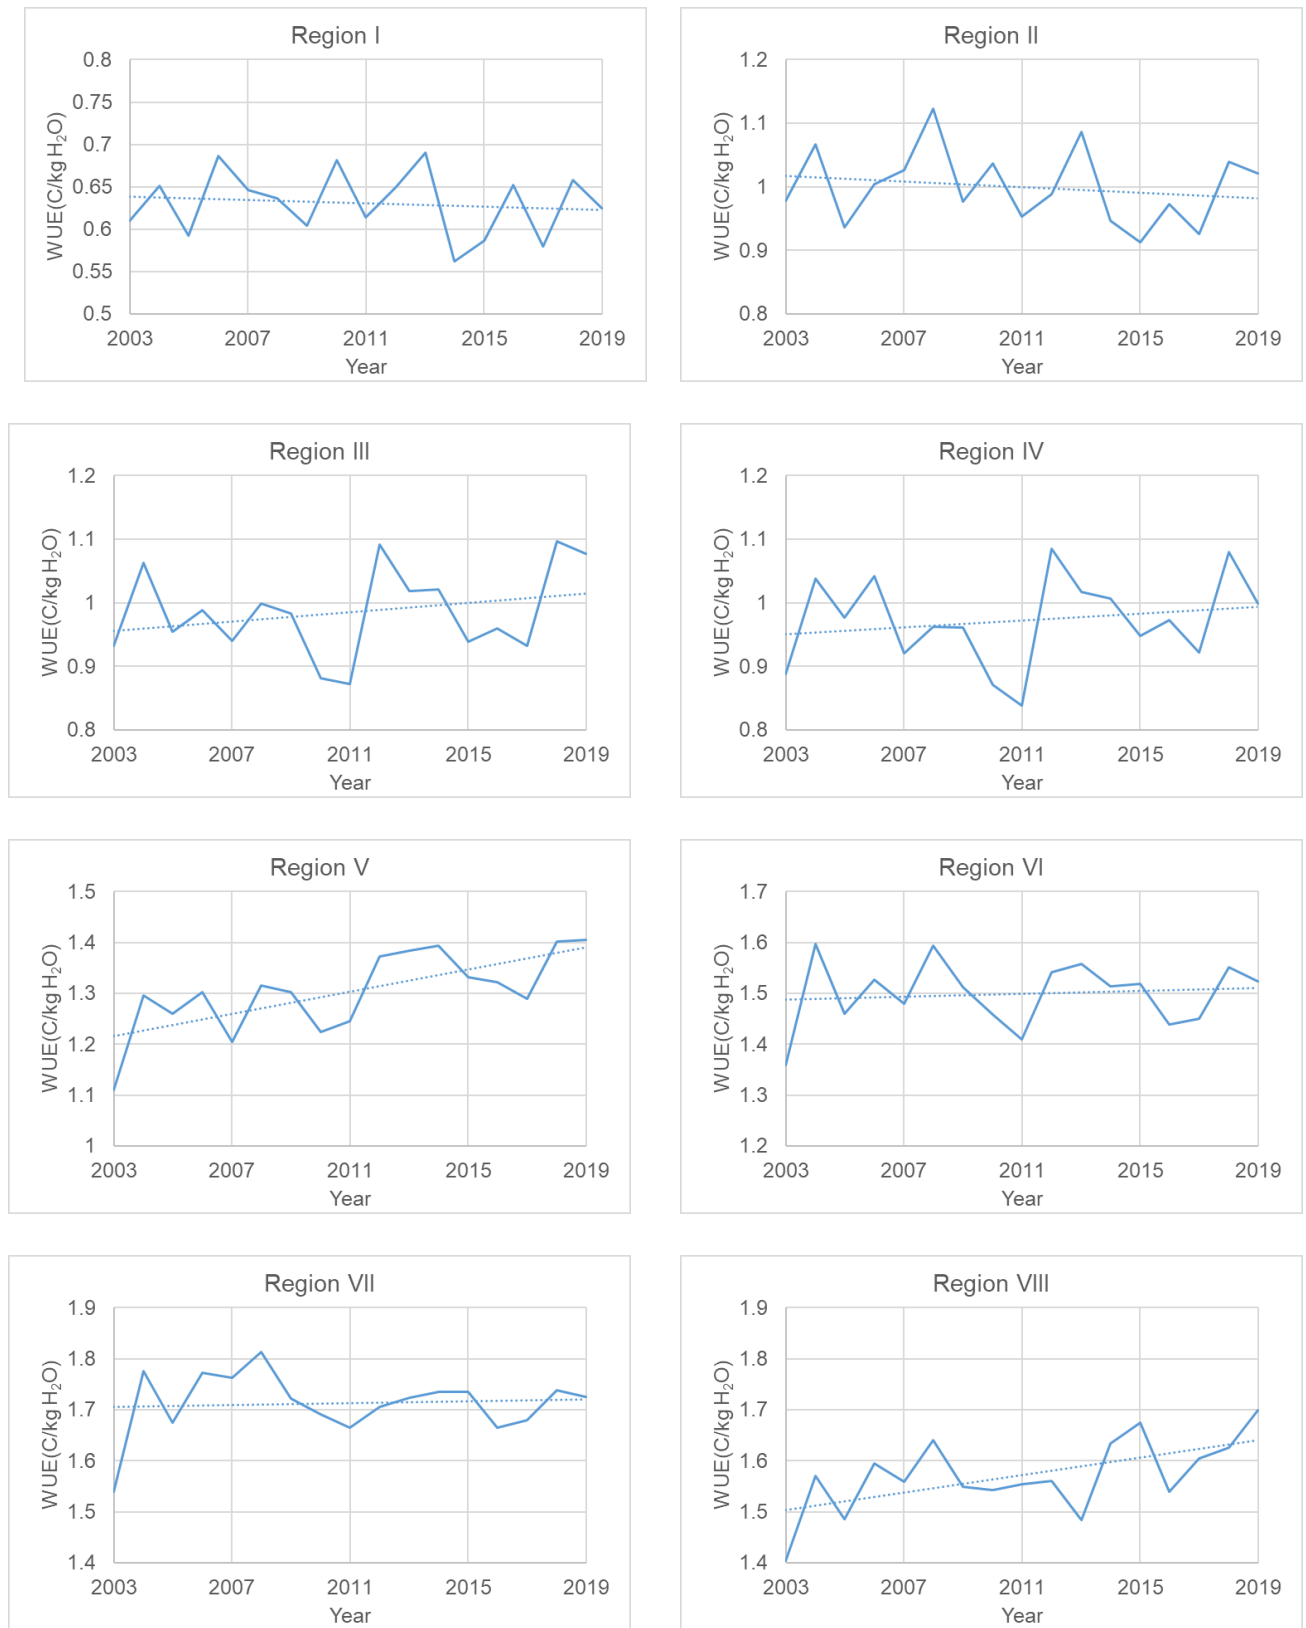 Region I
0.8
0.75
0.7
0.65
0.6
0.55
0.5
WUE(C/kg H₂O)
2003 2007 2011 2015 2019
Year
Region II
1.2
1.1
1
0.9
0.8
WUE(C/kg H₂O)
2003 2007 2011 2015 2019
Year
Region III
1.2
1.1
1
0.9
0.8
WUE(C/kg H₂O)
2003 2007 2011 2015 2019
Year
Region IV
1.2
1.1
1
0.9
0.8
WUE(C/kg H₂O)
2003 2007 2011 2015 2019
Year
Region V
1.5
1.4
1.3
1.2
1.1
1
WUE(C/kg H₂O)
2003 2007 2011 2015 2019
Year
Region VI
1.7
1.6
1.5
1.4
1.3
1.2
WUE(C/kg H₂O)
2003 2007 2011 2015 2019
Year
Region VII
1.9
1.8
1.7
1.6
1.5
1.4
WUE(C/kg H₂O)
2003 2007 2011 2015 2019
Year
Region VIII
1.9
1.8
1.7
1.6
1.5
1.4
WUE(C/kg H₂O)
2003 2007 2011 2015 2019
Year